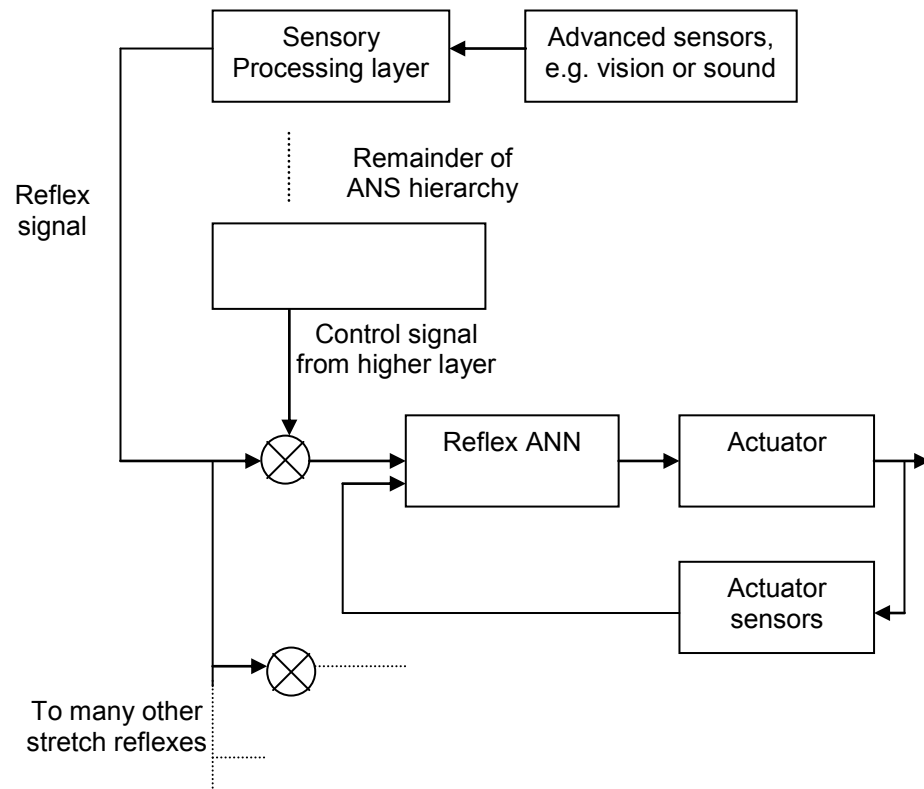 Sensory
Processing layer
Advanced sensors,
e.g. vision or sound
Remainder of
ANS hierarchy
Reflex
signal
Control signal
from higher layer
Reflex ANN
Actuator
Actuator
sensors
To many other
stretch reflexes